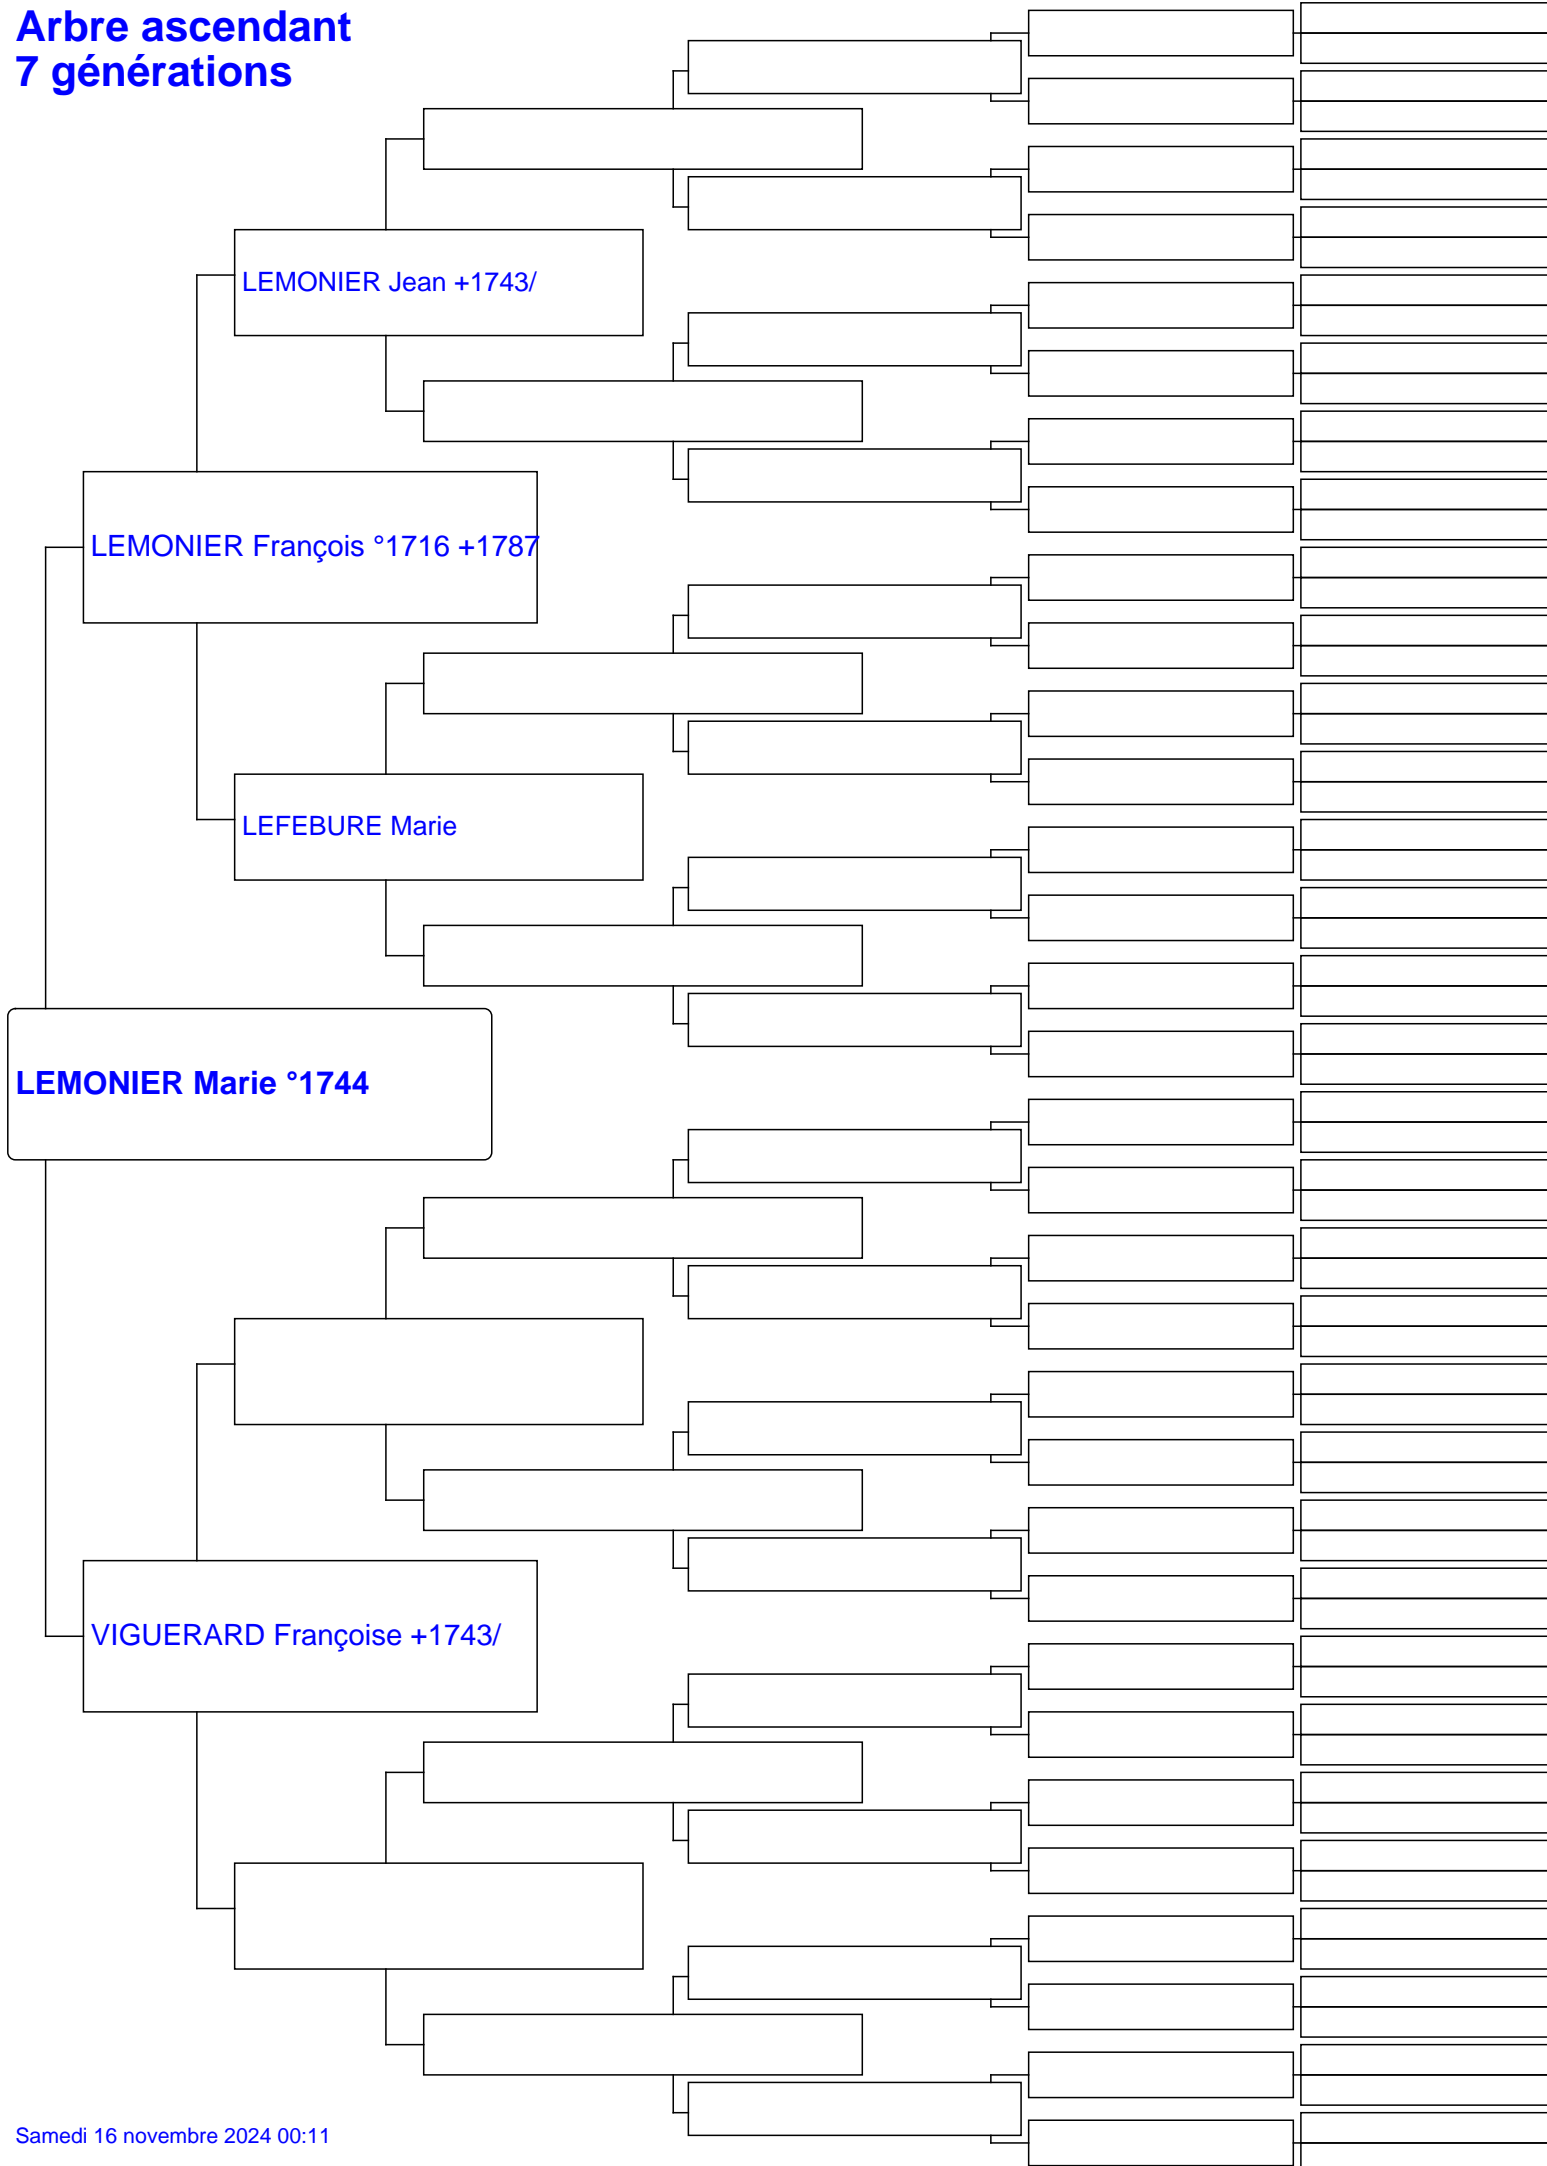 Arbre ascendant
7 générations
LEMONIER Jean +1743/
LEMONIER François °1716 +1787
LEFEBURE Marie
LEMONIER Marie °1744
VIGUERARD Françoise +1743/
Samedi 16 novembre 2024 00:11